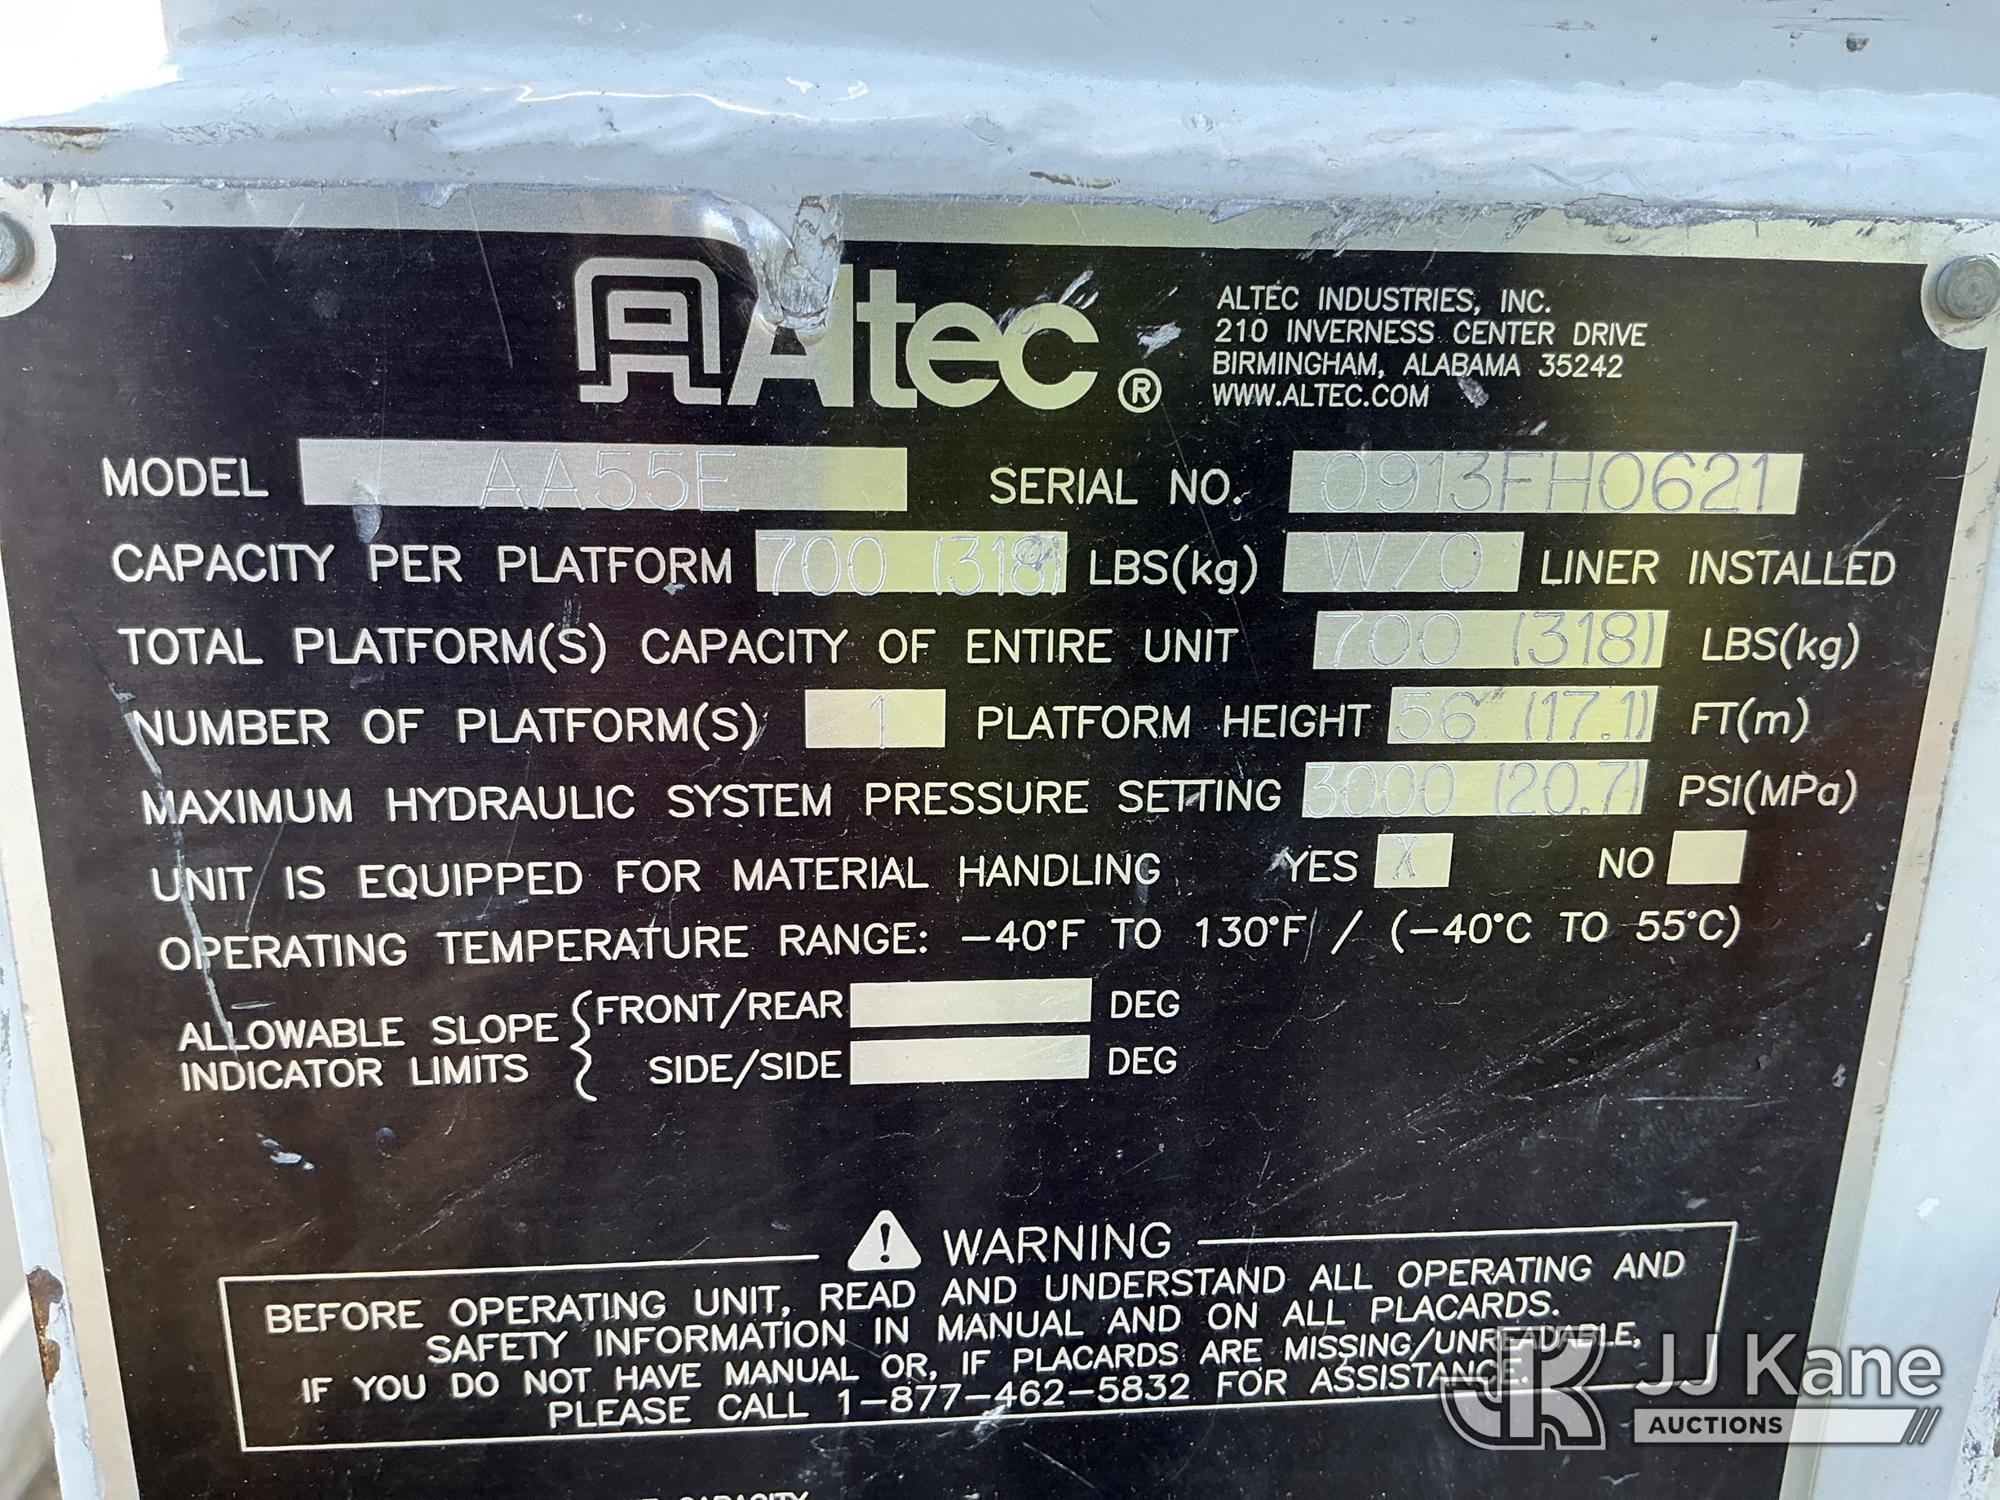 Altec ®
ALTEC INDUSTRIES, INC.
210 INVERNESS CENTER DRIVE
BIRMINGHAM, ALABAMA 35242
WWW.ALTEC.COM
MODEL AA55E SERIAL NO. 0913FH0621
CAPACITY PER PLATFORM 700 (318) LBS(kg) W/O LINER INSTALLED
TOTAL PLATFORM(S) CAPACITY OF ENTIRE UNIT 700 (318) LBS(kg)
NUMBER OF PLATFORM(S) 1 PLATFORM HEIGHT 56 (17.1) FT(m)
MAXIMUM HYDRAULIC SYSTEM PRESSURE SETTING 3000 (20.7) PSI(MPa)
UNIT IS EQUIPPED FOR MATERIAL HANDLING YES X NO
OPERATING TEMPERATURE RANGE: -40°F TO 130°F / (-40°C TO 55°C)
ALLOWABLE SLOPE INDICATOR LIMITS
FRONT/REAR DEG
SIDE/SIDE DEG
WARNING
BEFORE OPERATING UNIT, READ AND UNDERSTAND ALL OPERATING AND
SAFETY INFORMATION IN MANUAL AND ON ALL PLACARDS.
IF YOU DO NOT HAVE MANUAL OR, IF PLACARDS ARE MISSING/UNREADABLE,
PLEASE CALL 1-877-462-5832 FOR ASSISTANCE.
CAPACITY
JK JJ Kane
AUCTIONS